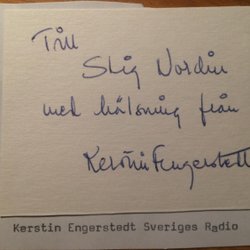 Till
Stig Nordin
med hälsning från
Kerstin Engerstedt
Kerstin Engerstedt Sveriges Radio